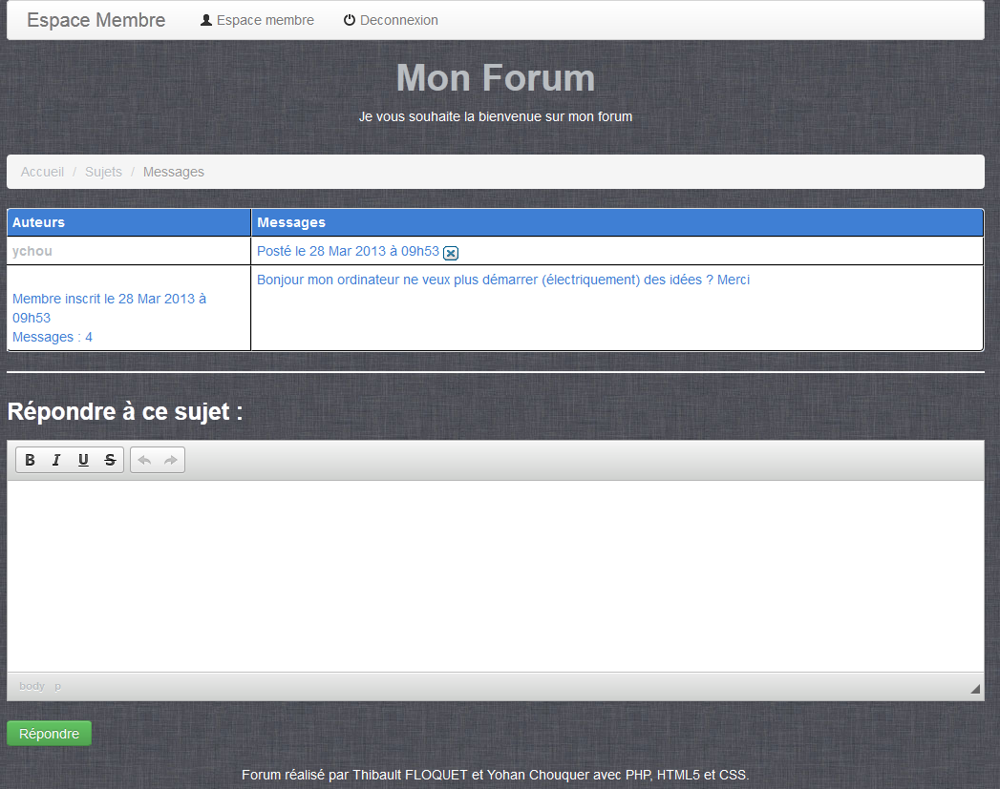 Espace Membre Espace membre Deconnexion
Mon Forum
Je vous souhaite la bienvenue sur mon forum
Accueil / Sujets / Messages
Auteurs Messages
ychou Posté le 28 Mar 2013 à 09h53
Bonjour mon ordinateur ne veux plus démarrer (électriquement) des idées ? Merci
Membre inscrit le 28 Mar 2013 à
09h53
Messages : 4
Répondre à ce sujet :
B I U S
body p
Répondre
Forum réalisé par Thibault FLOQUET et Yohan Chouquer avec PHP, HTML5 et CSS.